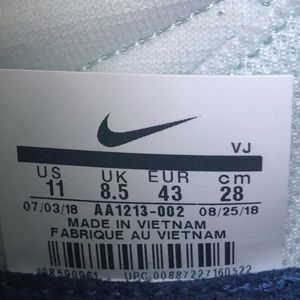 VJ
US UK EUR cm
11 8.5 43 28
07/03/18 AA1213-002 08/25/18
MADE IN VIETNAM
FABRIQUE AU VIETNAM
UPC 00887227160522